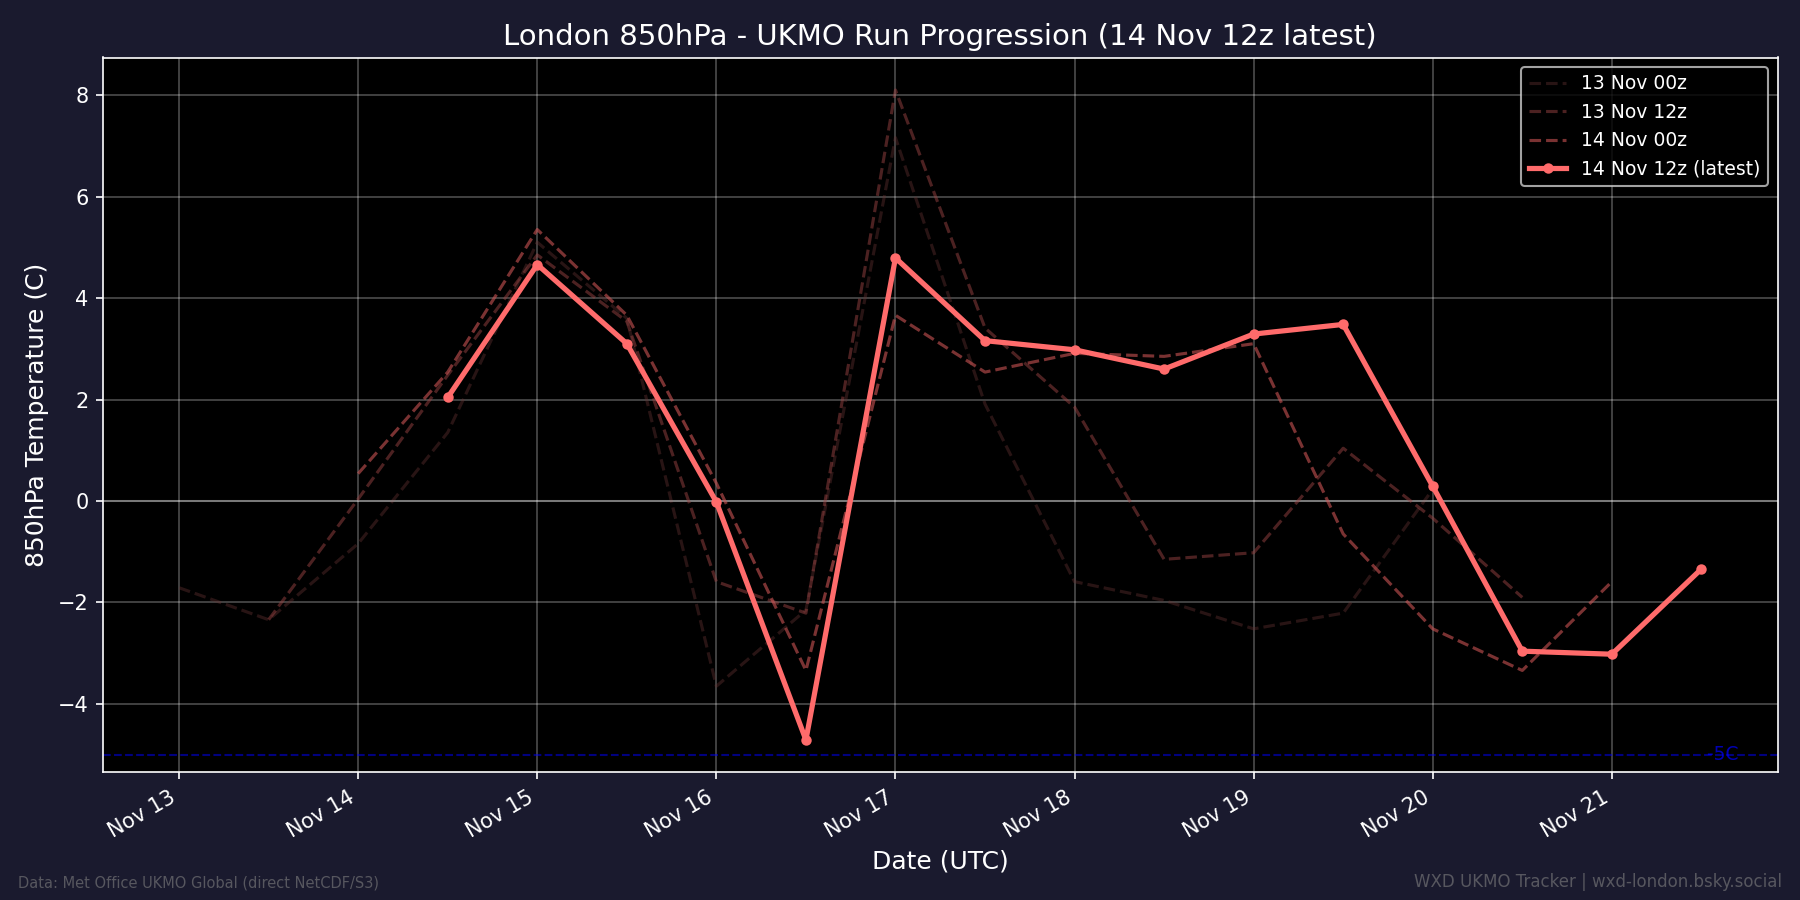 London 850hPa - UKMO Run Progression (14 Nov 12z latest)
13 Nov 00z
13 Nov 12z
14 Nov 00z
14 Nov 12z (latest)
850hPa Temperature (C)
8
6
4
2
0
−2
−4
-5C
Nov 13
Nov 14
Nov 15
Nov 16
Nov 17
Nov 18
Nov 19
Nov 20
Nov 21
Date (UTC)
Data: Met Office UKMO Global (direct NetCDF/S3)
WXD UKMO Tracker | wxd-london.bsky.social